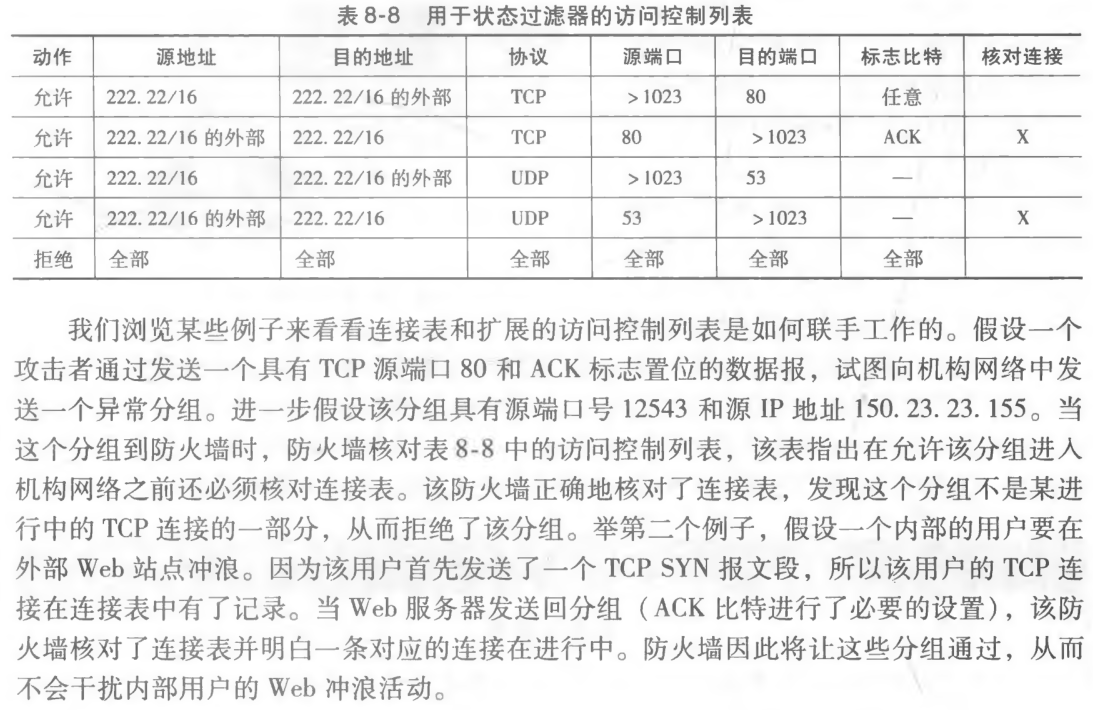 表 8-8 用于状态过滤器的访问控制列表
动作 源地址 目的地址 协议 源端口 目的端口 标志比特 核对连接
允许 222.22/16 222.22/16 的外部 TCP >1023 80 任意
允许 222.22/16 的外部 222.22/16 TCP 80 >1023 ACK X
允许 222.22/16 222.22/16 的外部 UDP >1023 53 —
允许 222.22/16 的外部 222.22/16 UDP 53 >1023 — X
拒绝 全部 全部 全部 全部 全部 全部
我们浏览某些例子来看看连接表和扩展的访问控制列表是如何联手工作的。假设一个
攻击者通过发送一个具有 TCP 源端口 80 和 ACK 标志置位的数据报，试图向机构网络中发
送一个异常分组。进一步假设该分组具有源端口号 12543 和源 IP 地址 150.23.23.155。当
这个分组到防火墙时，防火墙核对表 8-8 中的访问控制列表，该表指出在允许该分组进入
机构网络之前还必须核对连接表。该防火墙正确地核对了连接表，发现这个分组不是某进
行中的 TCP 连接的一部分，从而拒绝了该分组。举第二个例子，假设一个内部的用户要在
外部 Web 站点冲浪。因为该用户首先发送了一个 TCP SYN 报文段，所以该用户的 TCP 连
接在连接表中有了记录。当 Web 服务器发送回分组（ACK 比特进行了必要的设置），该防
火墙核对了连接表并明白一条对应的连接在进行中。防火墙因此将让这些分组通过，从而
不会干扰内部用户的 Web 冲浪活动。